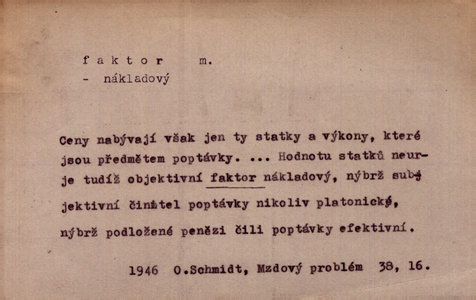 faktor m.
- nákladový
Ceny nabývají však jen ty statky a výkony, které
jsou předmětem poptávky. ... Hodnotu statků neur-
je tudíž objektivní faktor nákladový, nýbrž sub
jektivní činitel poptávky nikoliv platonické,
nýbrž podložené penězi čili poptávky efektivní.
1946 O.Schmidt, Mzdový problém 38, 16.